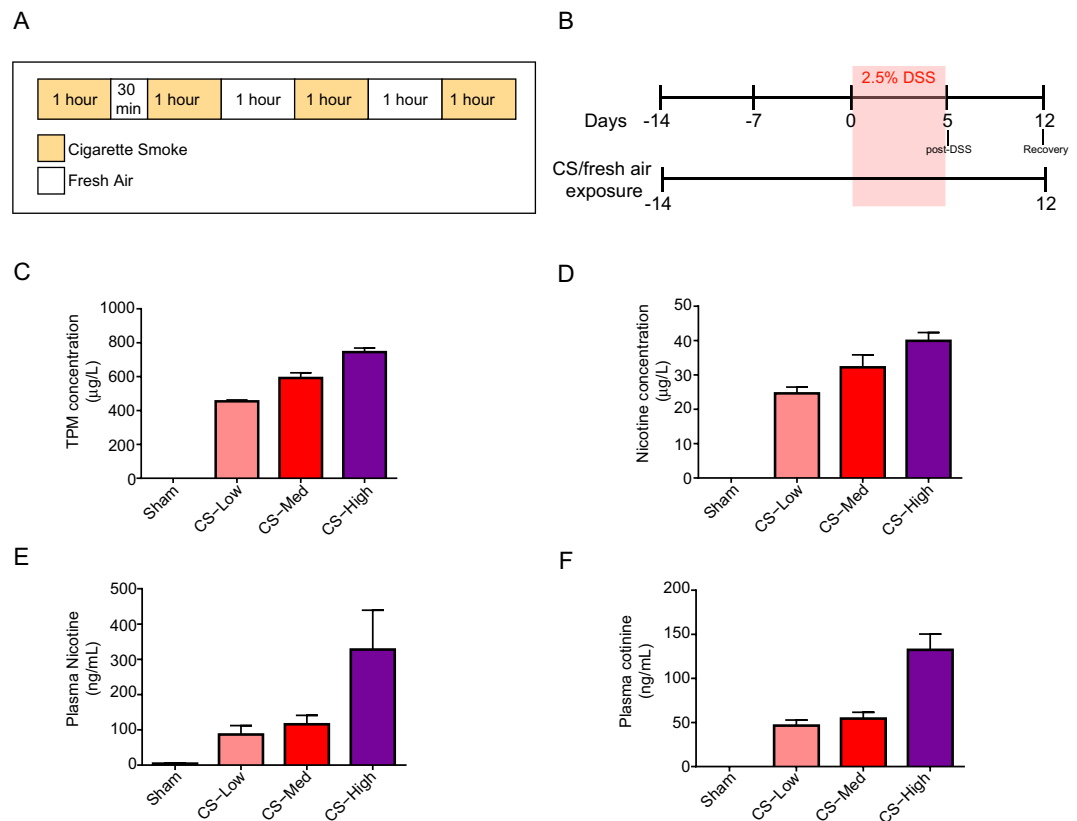 A
1 hour 30 min 1 hour 1 hour 1 hour 1 hour 1 hour
Cigarette Smoke
Fresh Air
B
2.5% DSS
Days -14 -7 0 5 12
post-DSS Recovery
CS/fresh air
exposure
-14 12
C
TPM concentration
(µg/L)
1000
800
600
400
200
0
Sham CS−Low CS−Med CS−High
D
Nicotine concentration
(µg/L)
50
40
30
20
10
0
Sham CS−Low CS−Med CS−High
E
Plasma Nicotine
(ng/mL)
500
400
300
200
100
0
Sham CS−Low CS−Med CS−High
F
Plasma cotinine
(ng/mL)
200
150
100
50
0
Sham CS−Low CS−Med CS−High